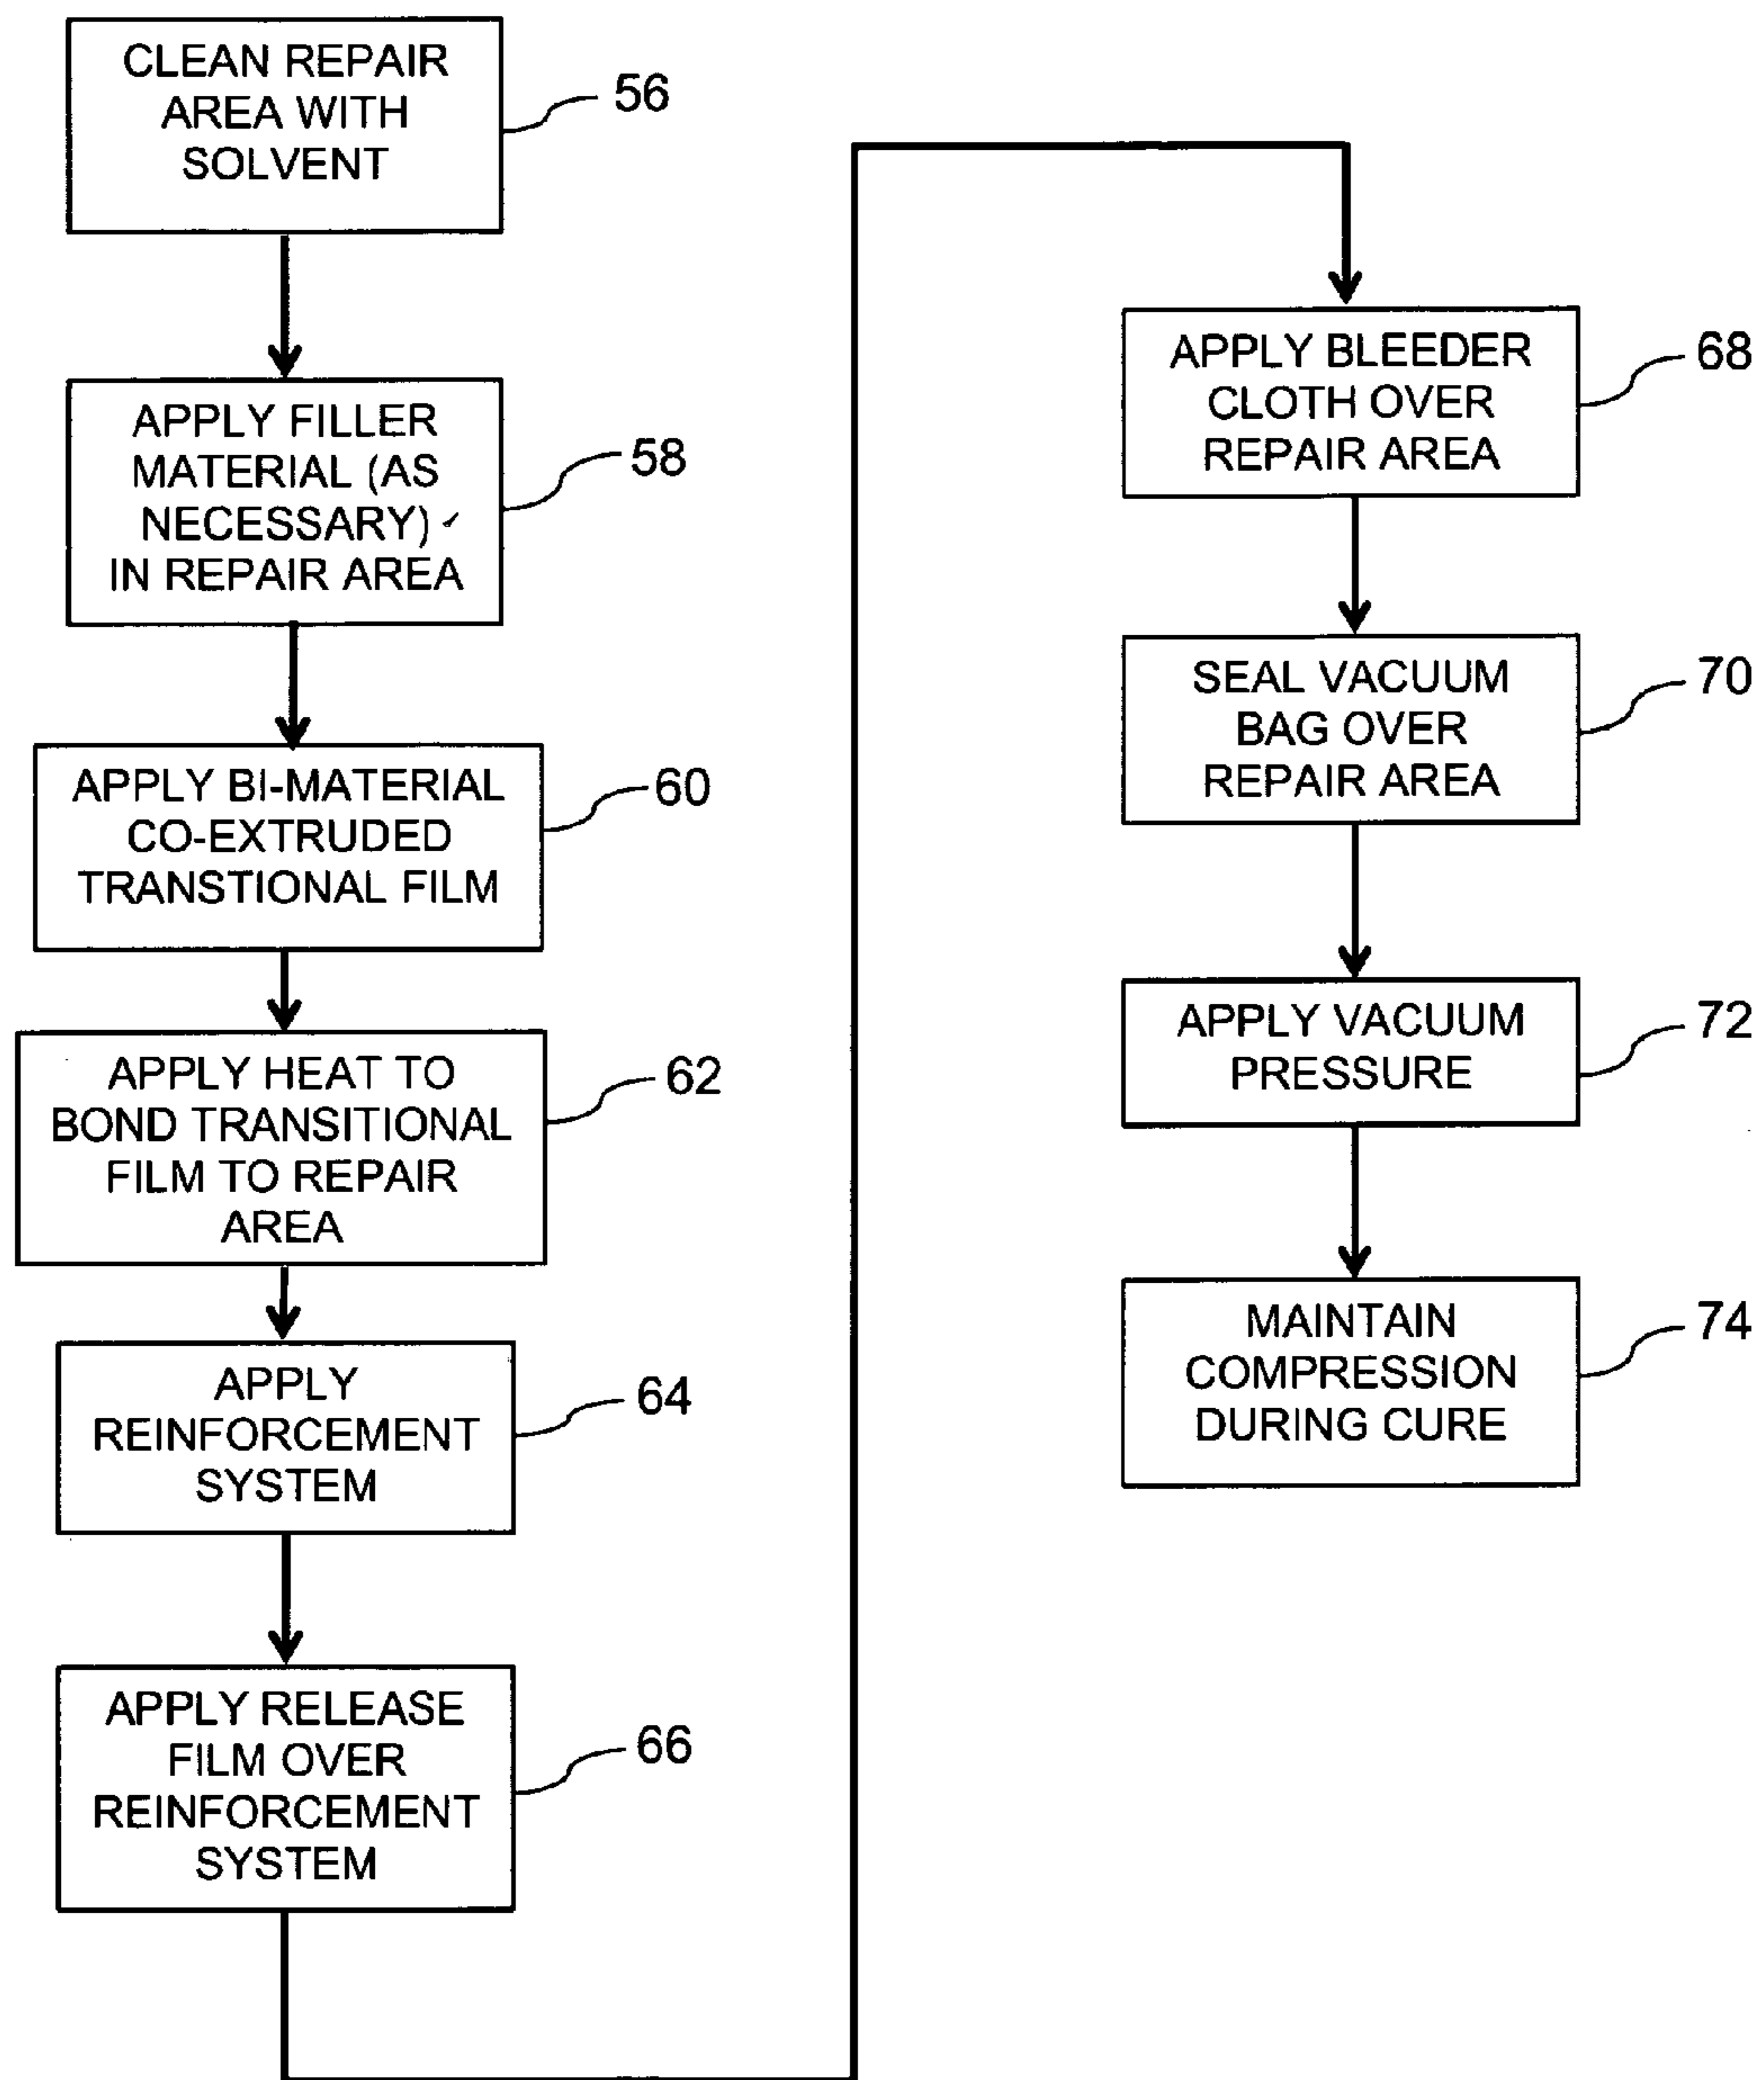 CLEAN REPAIR
AREA WITH
SOLVENT
56
APPLY FILLER
MATERIAL (AS
NECESSARY)
IN REPAIR AREA
58
APPLY BI-MATERIAL
CO-EXTRUDED
TRANSTIONAL FILM
60
APPLY HEAT TO
BOND TRANSITIONAL
FILM TO REPAIR
AREA
62
APPLY
REINFORCEMENT
SYSTEM
64
APPLY RELEASE
FILM OVER
REINFORCEMENT
SYSTEM
66
APPLY BLEEDER
CLOTH OVER
REPAIR AREA
68
SEAL VACUUM
BAG OVER
REPAIR AREA
70
APPLY VACUUM
PRESSURE
72
MAINTAIN
COMPRESSION
DURING CURE
74